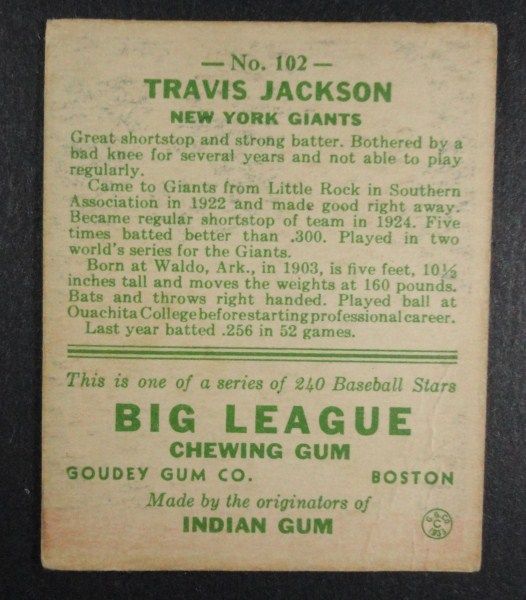 — No. 102 —
TRAVIS JACKSON
NEW YORK GIANTS
Great shortstop and strong batter. Bothered by a
bad knee for several years and not able to play
regularly.
Came to Giants from Little Rock in Southern
Association in 1922 and made good right away.
Became regular shortstop of team in 1924. Five
times batted better than .300. Played in two
world's series for the Giants.
Born at Waldo, Ark., in 1903, is five feet, 10½
inches tall and moves the weights at 160 pounds.
Bats and throws right handed. Played ball at
Ouachita College before starting professional career.
Last year batted .256 in 52 games.
This is one of a series of 240 Baseball Stars
BIG LEAGUE
CHEWING GUM
GOUDEY GUM CO. BOSTON
Made by the originators of
INDIAN GUM
G. G. Co.
C
1933